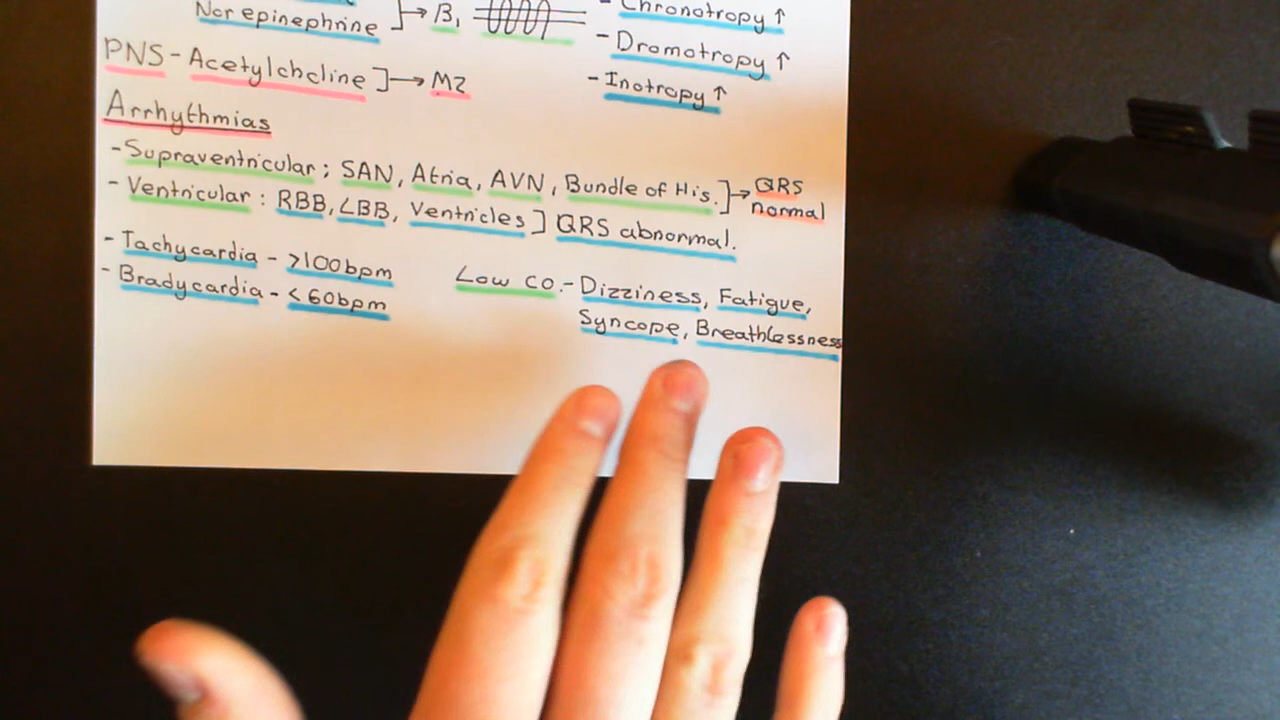 Norepinephrine ]→ β₁
- Chronotropy ↑
- Dromotropy ↑
- Inotropy ↑
PNS - Acetylcholine ]→ M2
Arrhythmias
- Supraventricular ; SAN, Atria, AVN, Bundle of His. ]→ QRS normal
- Ventricular : RBB, LBB, Ventricles ] QRS abnormal.
- Tachycardia - >100bpm
- Bradycardia - <60bpm
Low CO. - Dizziness, Fatigue,
Syncope, Breathlessness